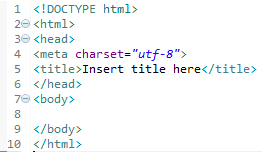 1 <!DOCTYPE html>
2 <html>
3 <head>
4 <meta charset="utf-8">
5 <title>Insert title here</title>
6 </head>
7 <body>
8
9 </body>
10 </html>